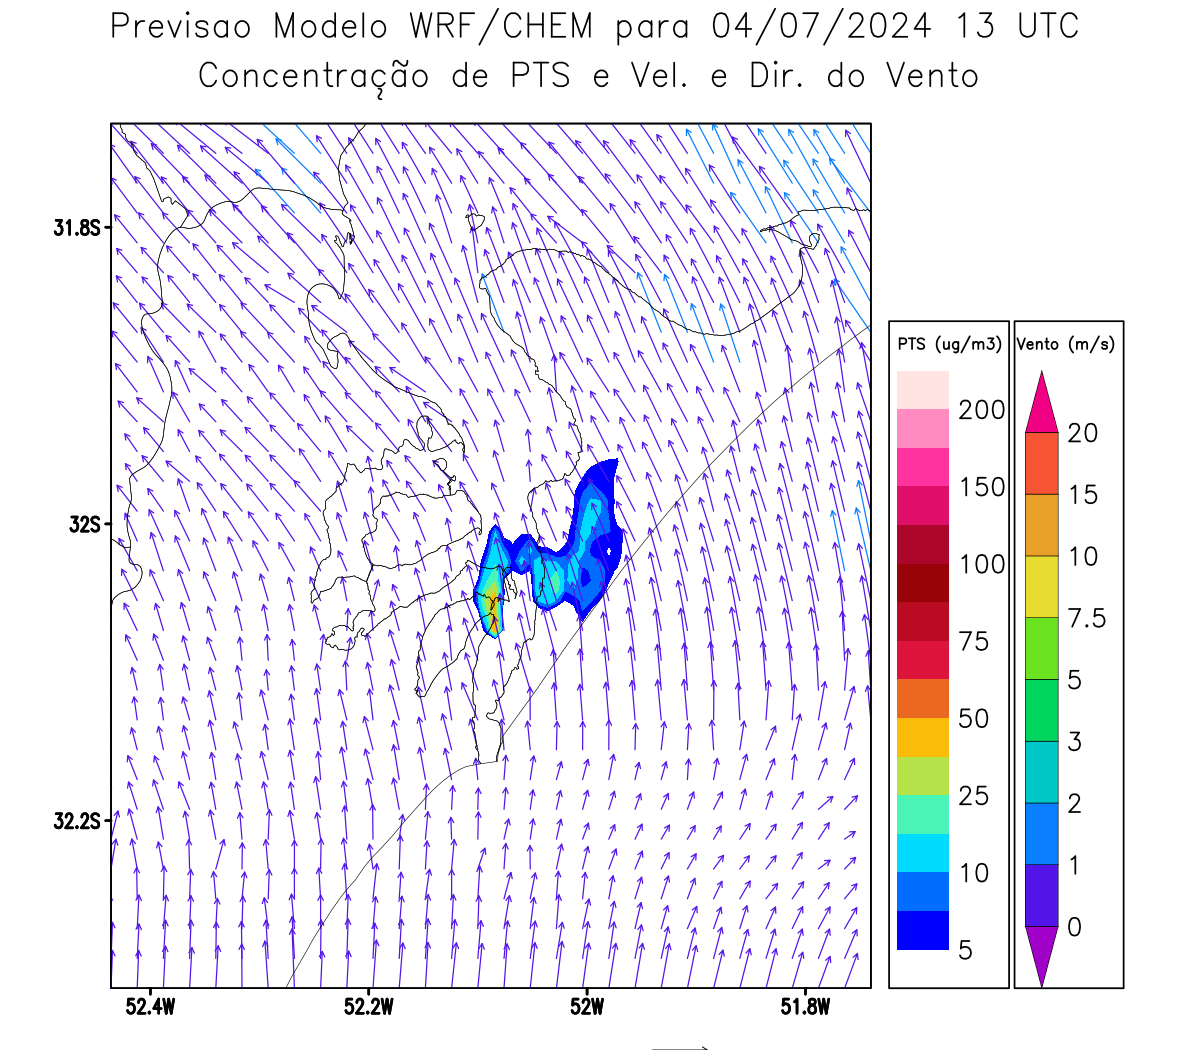 Previsao Modelo WRF/CHEM para 04/07/2024 13 UTC
Concentração de PTS e Vel. e Dir. do Vento
31.8S
32S
32.2S
52.4W 52.2W 52W 51.8W
PTS (ug/m3)
200
150
100
75
50
25
10
5
Vento (m/s)
20
15
10
7.5
5
3
2
1
0